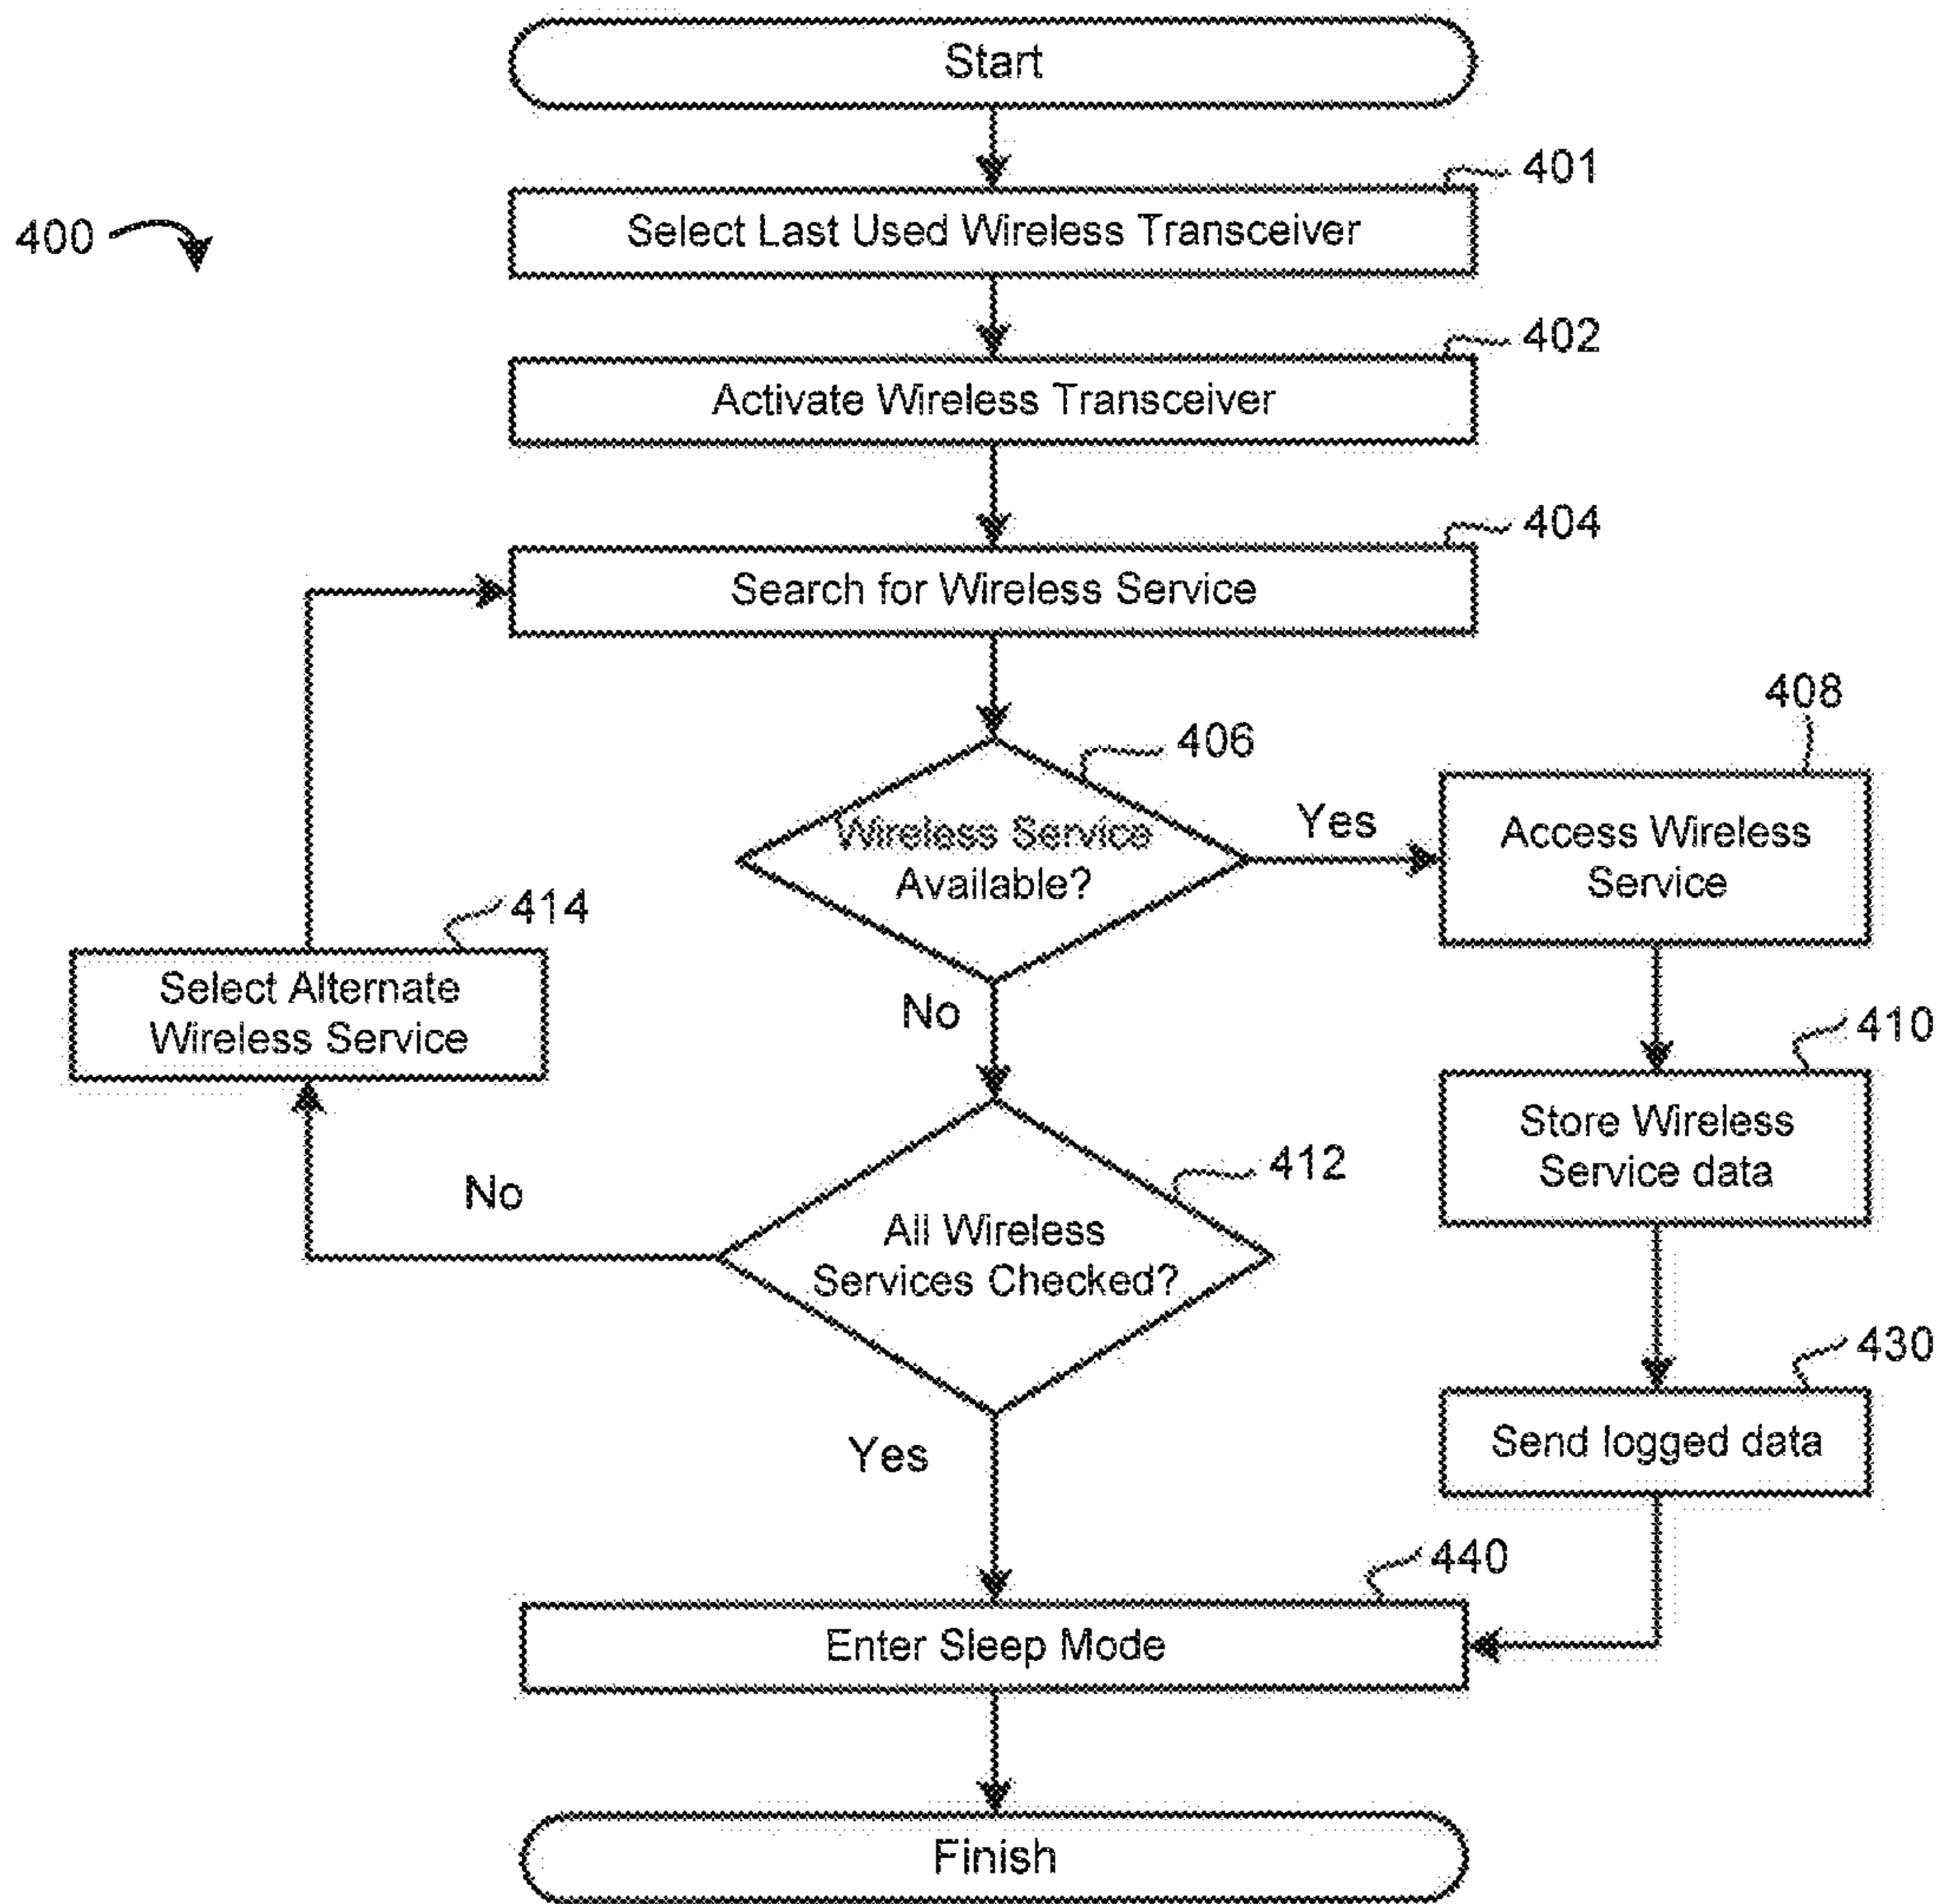 Start
401
400
Select Last Used Wireless Transceiver
402
Activate Wireless Transceiver
404
Search for Wireless Service
406
408
Wireless Service
Available?
Yes
Access Wireless
Service
414
Select Alternate
Wireless Service
No
410
Store Wireless
Service data
412
No
All Wireless
Services Checked?
430
Yes
Send logged data
440
Enter Sleep Mode
Finish